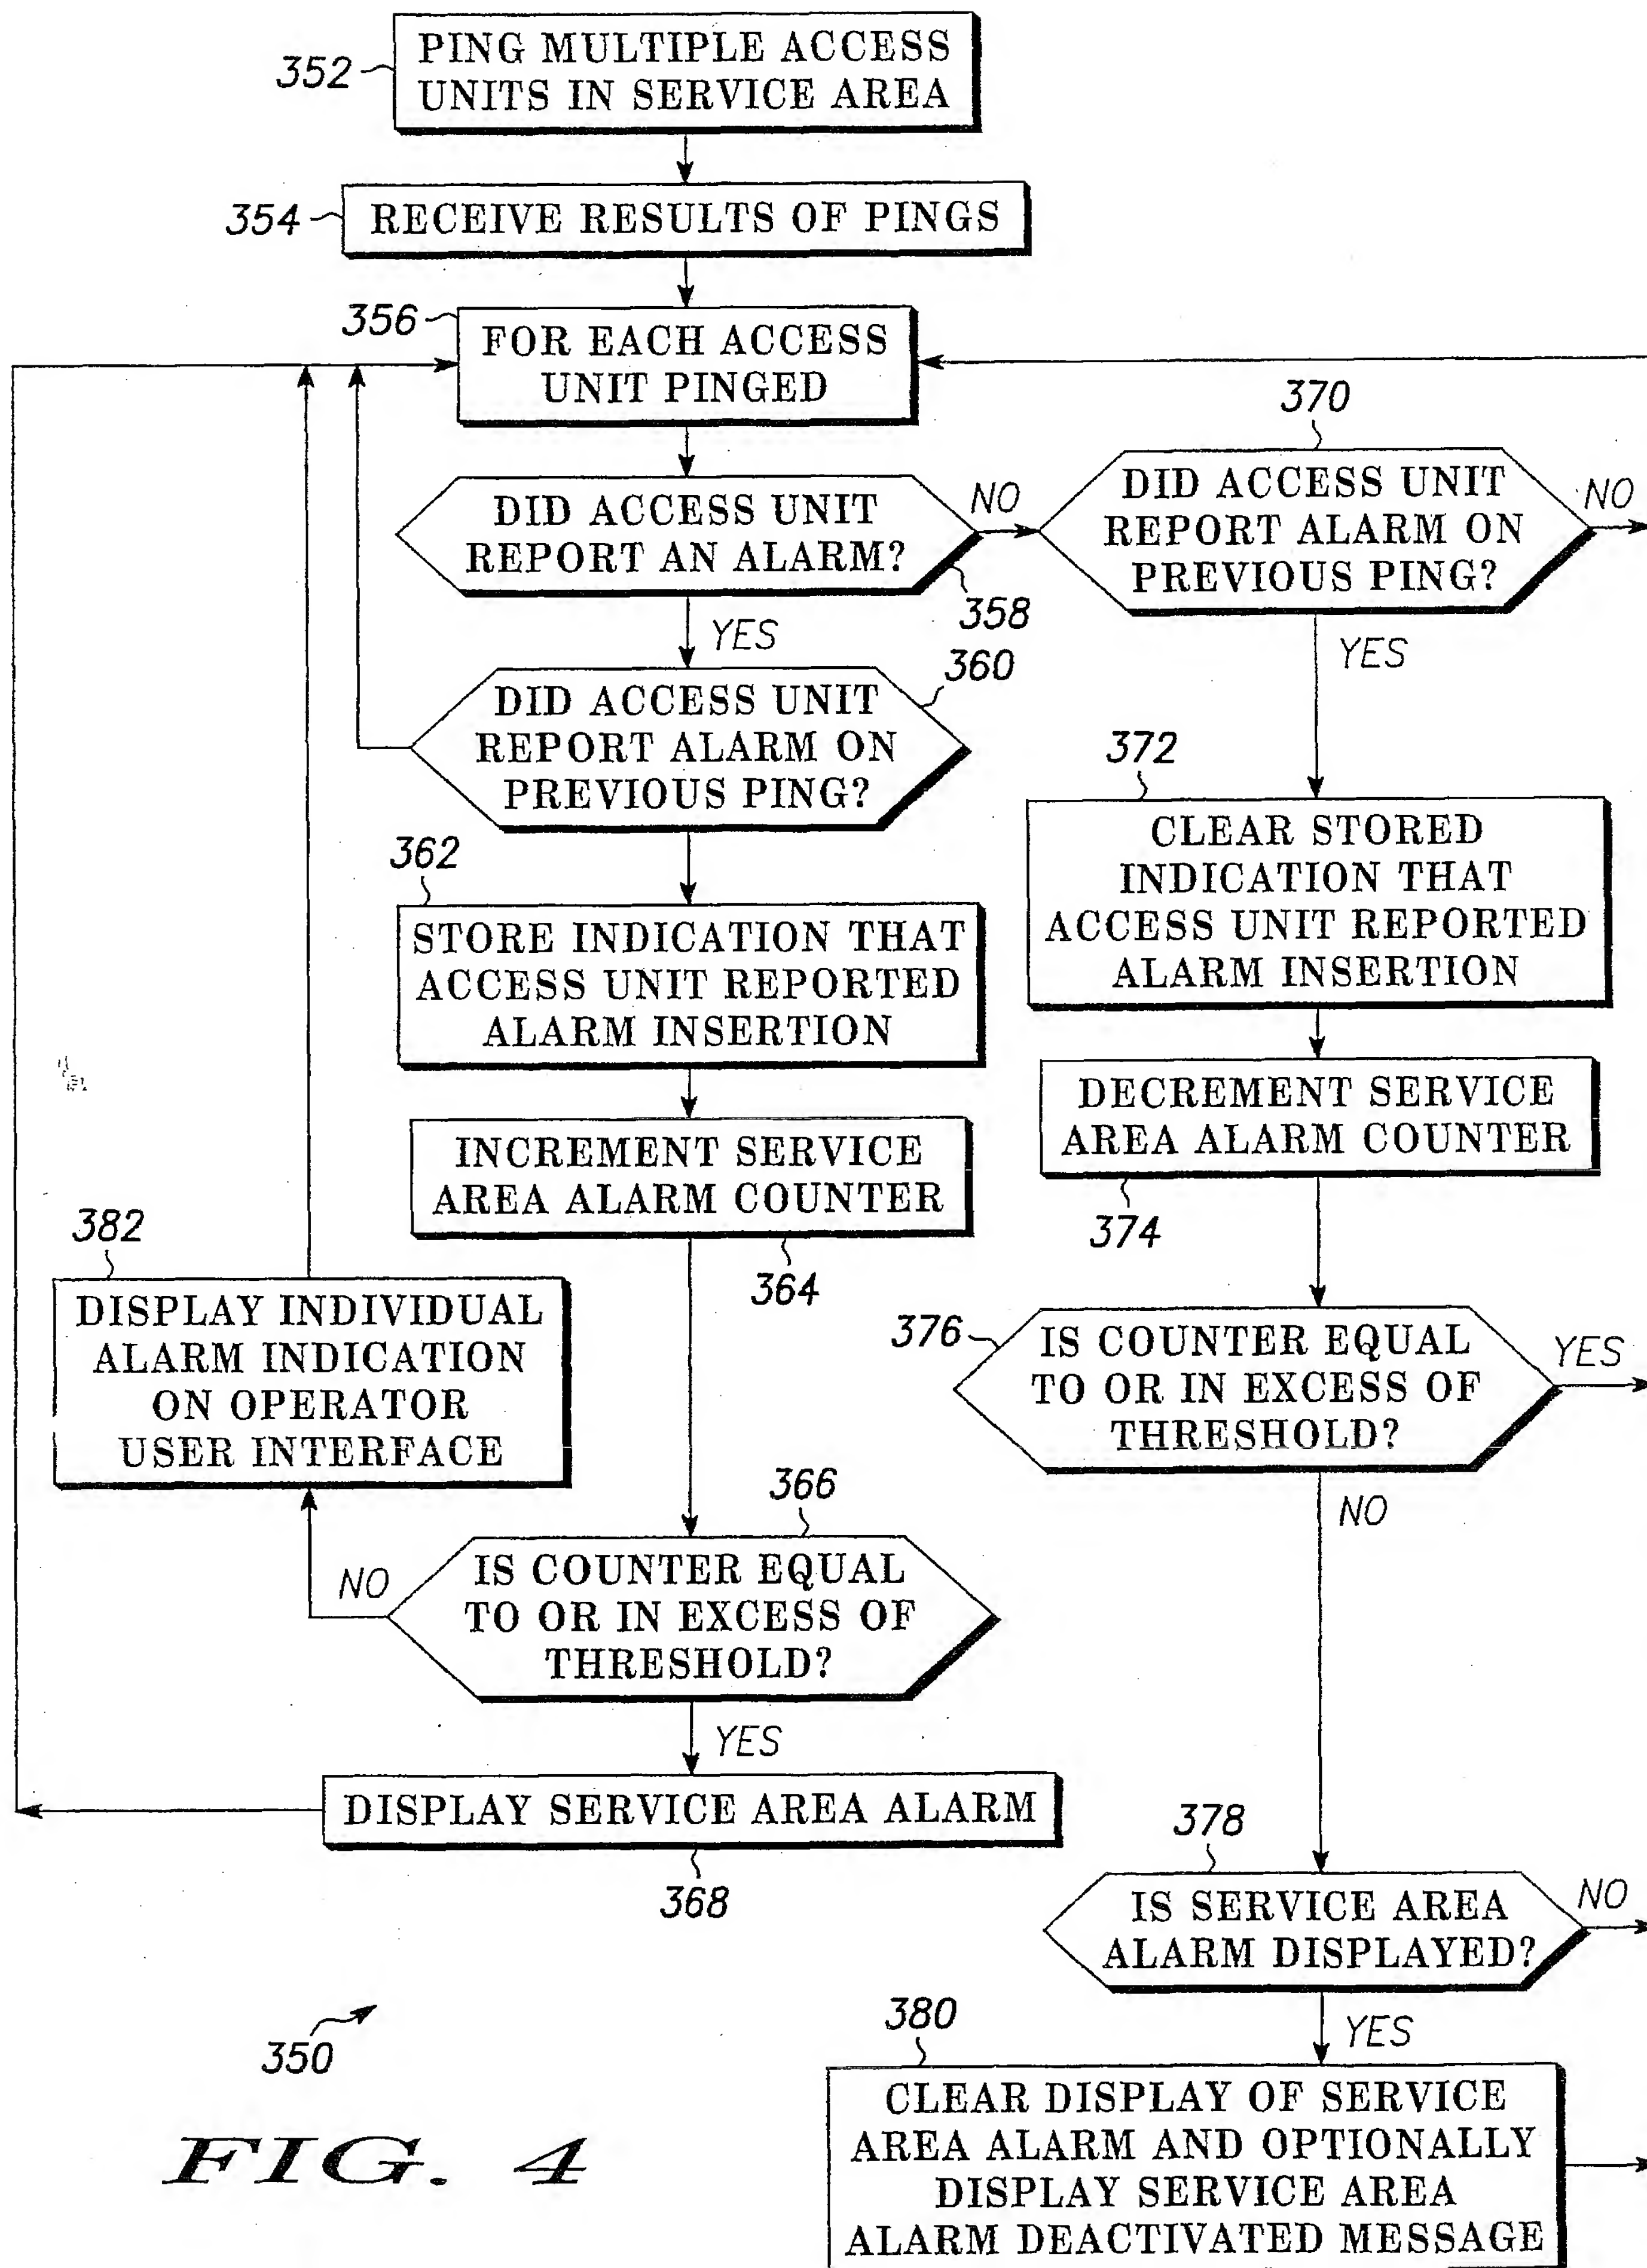 352
PING MULTIPLE ACCESS
UNITS IN SERVICE AREA
354
RECEIVE RESULTS OF PINGS
356
FOR EACH ACCESS
UNIT PINGED
DID ACCESS UNIT
REPORT AN ALARM?
358
NO
YES
370
DID ACCESS UNIT
REPORT ALARM ON
PREVIOUS PING?
NO
YES
360
DID ACCESS UNIT
REPORT ALARM ON
PREVIOUS PING?
362
STORE INDICATION THAT
ACCESS UNIT REPORTED
ALARM INSERTION
372
CLEAR STORED
INDICATION THAT
ACCESS UNIT REPORTED
ALARM INSERTION
INCREMENT SERVICE
AREA ALARM COUNTER
364
DECREMENT SERVICE
AREA ALARM COUNTER
374
382
DISPLAY INDIVIDUAL
ALARM INDICATION
ON OPERATOR
USER INTERFACE
376
IS COUNTER EQUAL
TO OR IN EXCESS OF
THRESHOLD?
YES
NO
366
IS COUNTER EQUAL
TO OR IN EXCESS OF
THRESHOLD?
NO
YES
DISPLAY SERVICE AREA ALARM
368
378
IS SERVICE AREA
ALARM DISPLAYED?
NO
YES
380
CLEAR DISPLAY OF SERVICE
AREA ALARM AND OPTIONALLY
DISPLAY SERVICE AREA
ALARM DEACTIVATED MESSAGE
350
FIG. 4